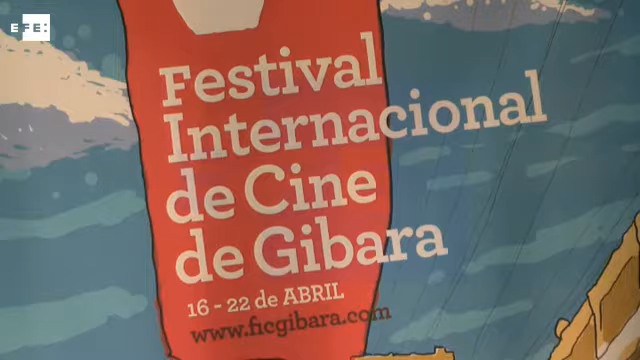 EFE:
Festival
Internacional
de Cine
de Gibara
16 - 22 de ABRIL
www.ficgibara.com